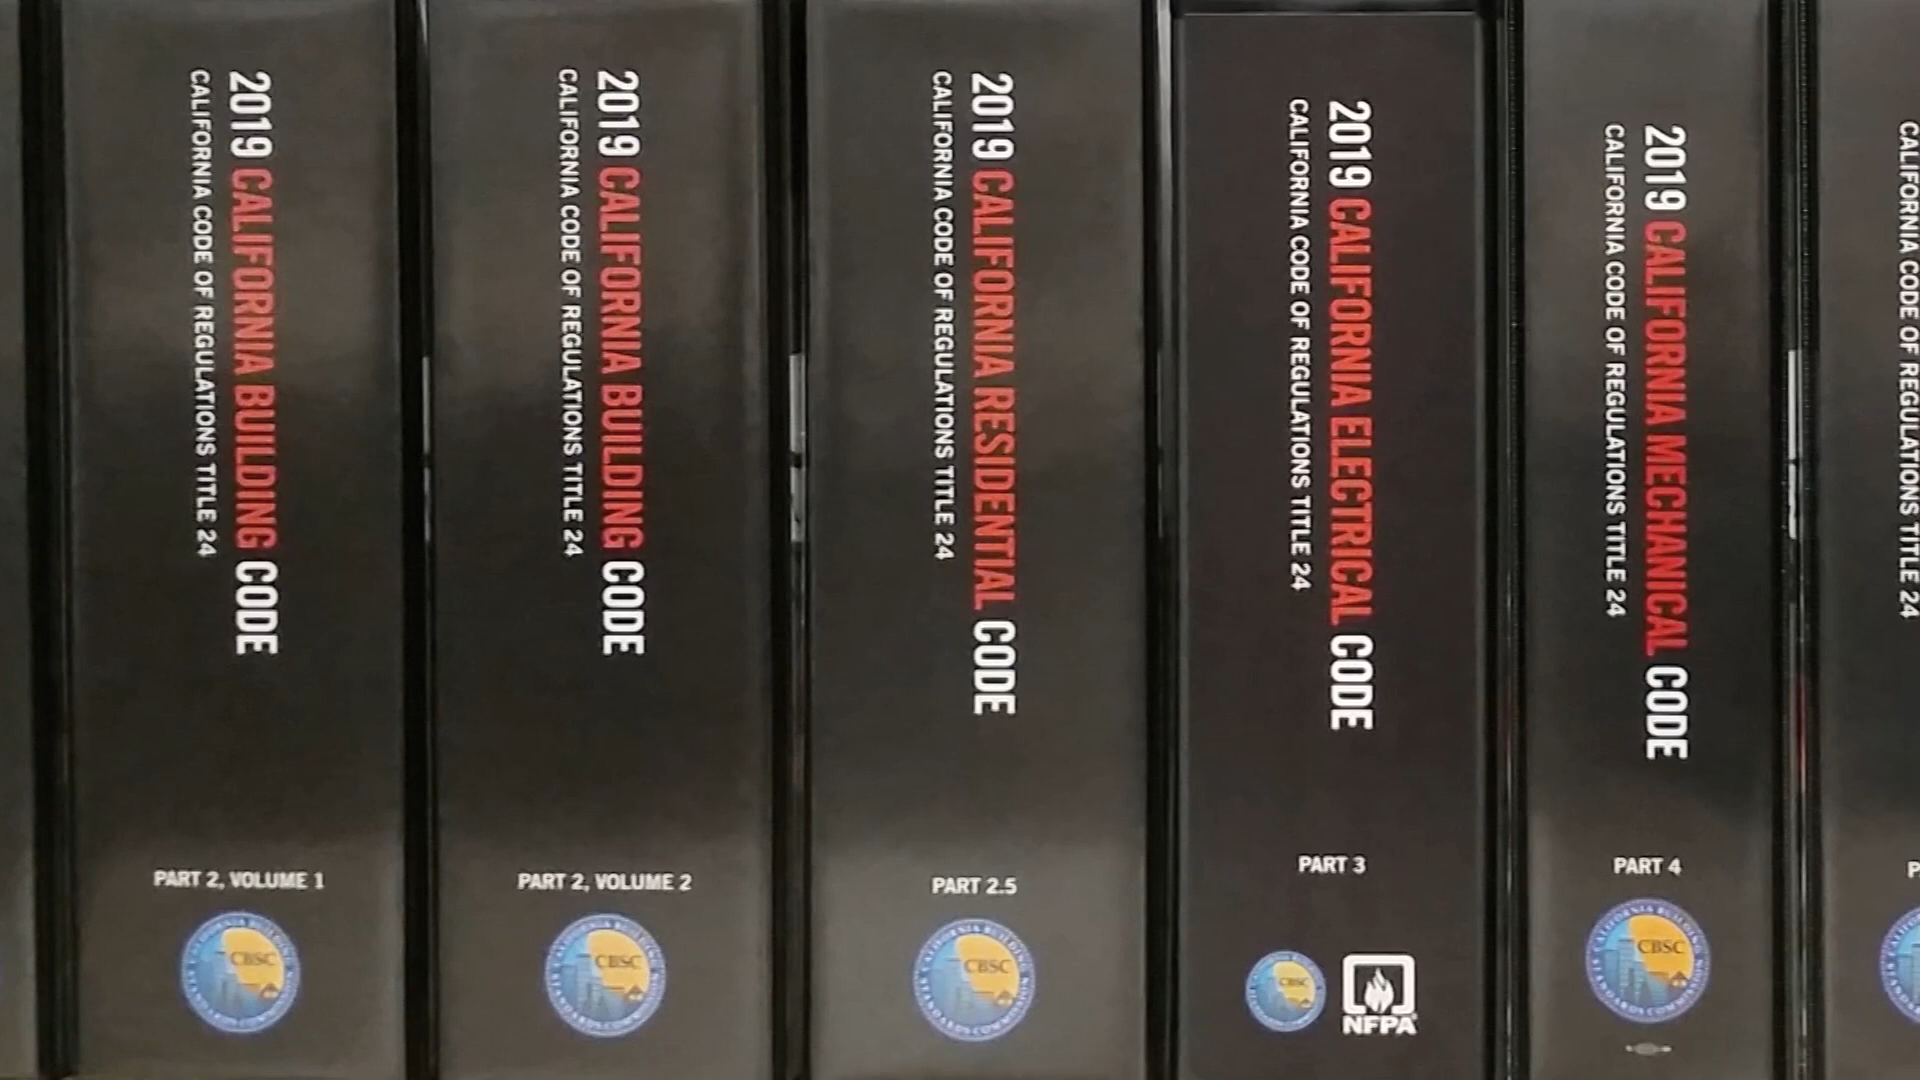 2019 CALIFORNIA BUILDING CODE
CALIFORNIA CODE OF REGULATIONS TITLE 24
PART 2, VOLUME 1
CBSC
2019 CALIFORNIA BUILDING CODE
CALIFORNIA CODE OF REGULATIONS TITLE 24
PART 2, VOLUME 2
CBSC
2019 CALIFORNIA RESIDENTIAL CODE
CALIFORNIA CODE OF REGULATIONS TITLE 24
PART 2.5
CBSC
2019 CALIFORNIA ELECTRICAL CODE
CALIFORNIA CODE OF REGULATIONS TITLE 24
PART 3
CBSC
NFPA
2019 CALIFORNIA MECHANICAL CODE
CALIFORNIA CODE OF REGULATIONS TITLE 24
PART 4
CBSC
CALIFORNIA CODE OF REGULATIONS TITLE 24